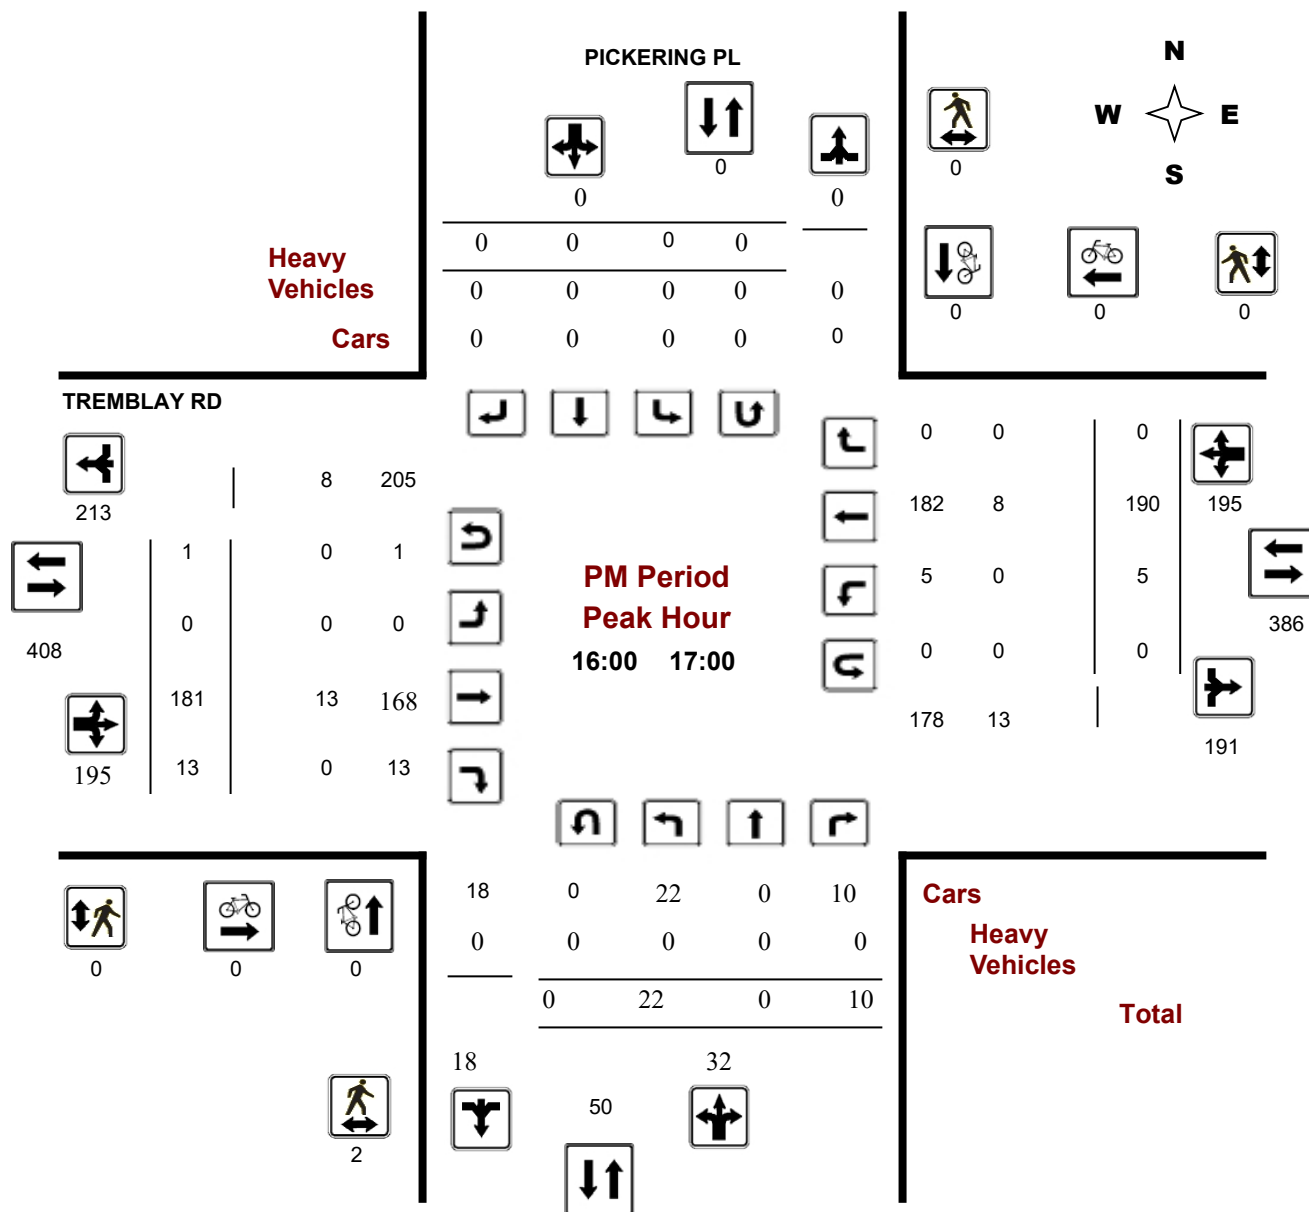 PICKERING PL
N
W E
S
0
0
0 0
0 0 0 0
Heavy
Vehicles
0 0 0 0 0
0 0 0
Cars
0 0 0 0 0
TREMBLAY RD
0 0 0
8 205
213
182 8 190 195
1 0 1
PM Period
Peak Hour
16:00 17:00
5 0 5
386
0 0 0
408
0 0 0
181 13 168
178 13
191
195
13 0 13
18 0 22 0 10
Cars
0 0 0 0 0
Heavy
Vehicles
0 0 0
0 22 0 10
Total
18 32
50
2